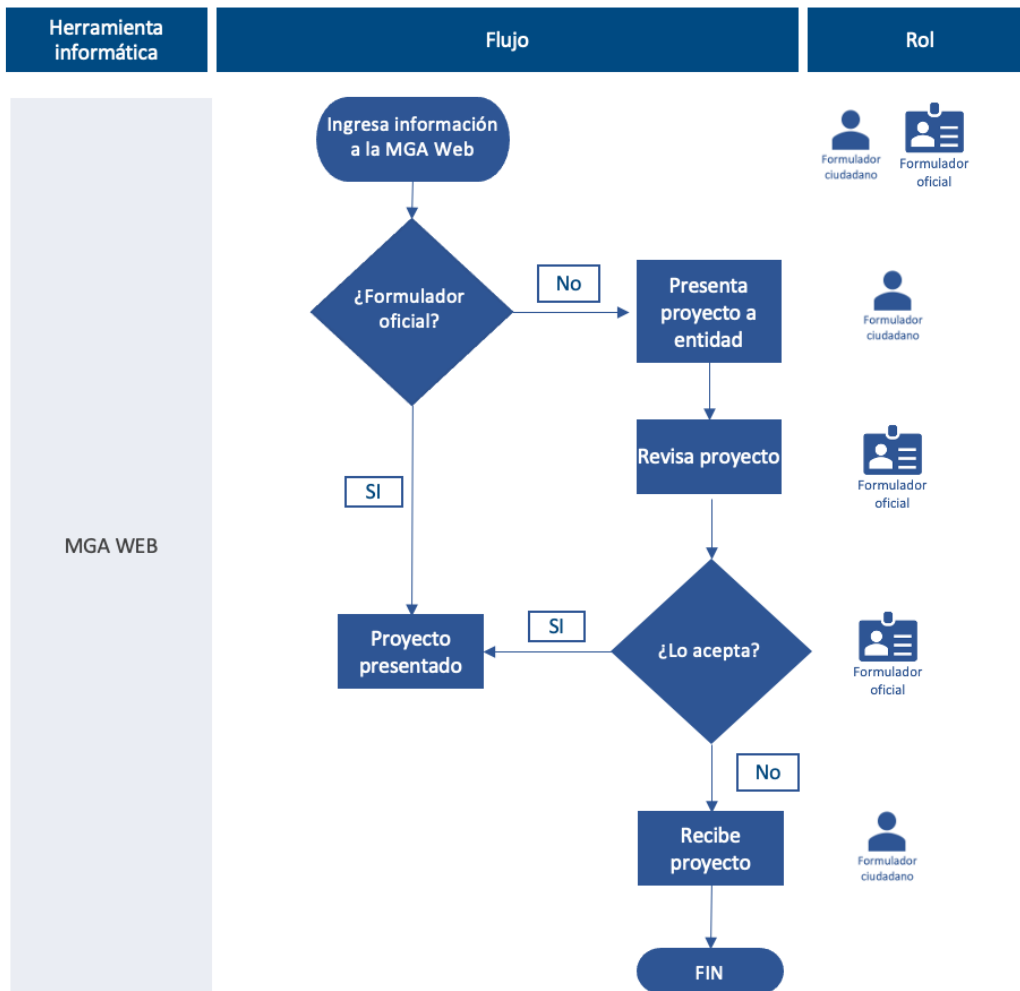 Herramienta
informática
Flujo
Rol
Ingresa información
a la MGA Web
Formulador
ciudadano
Formulador
oficial
¿Formulador
oficial?
No
Presenta
proyecto a
entidad
Formulador
ciudadano
Revisa proyecto
Formulador
oficial
SI
MGA WEB
Proyecto
presentado
SI
¿Lo acepta?
Formulador
oficial
No
Recibe
proyecto
Formulador
ciudadano
FIN